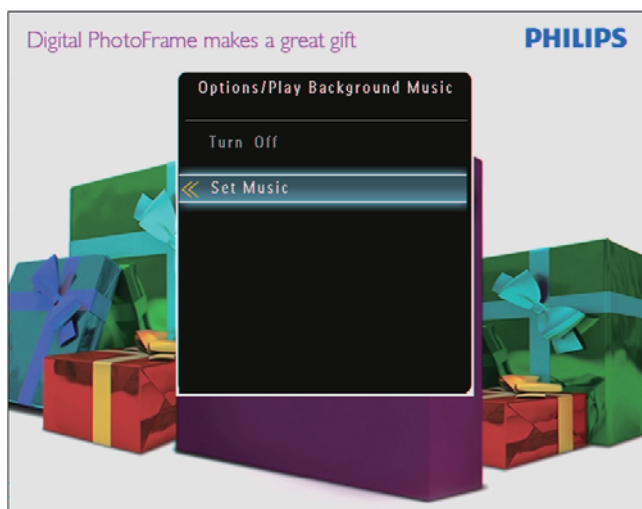 Digital PhotoFrame makes a great gift
PHILIPS
Options/Play Background Music
Turn Off
Set Music